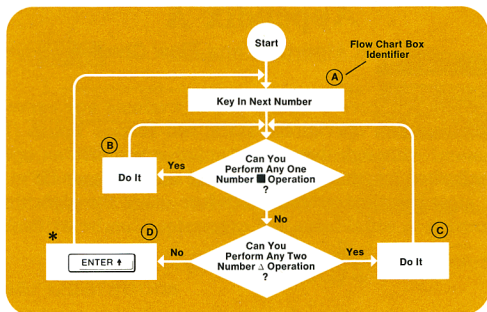 Start
Flow Chart Box
Identifier
A
Key In Next Number
B
Can You
Perform Any One
Number ■ Operation
?
Yes
Do It
No
C
*
D
ENTER ↑
No
Can You
Perform Any Two
Number Δ Operation
?
Yes
Do It